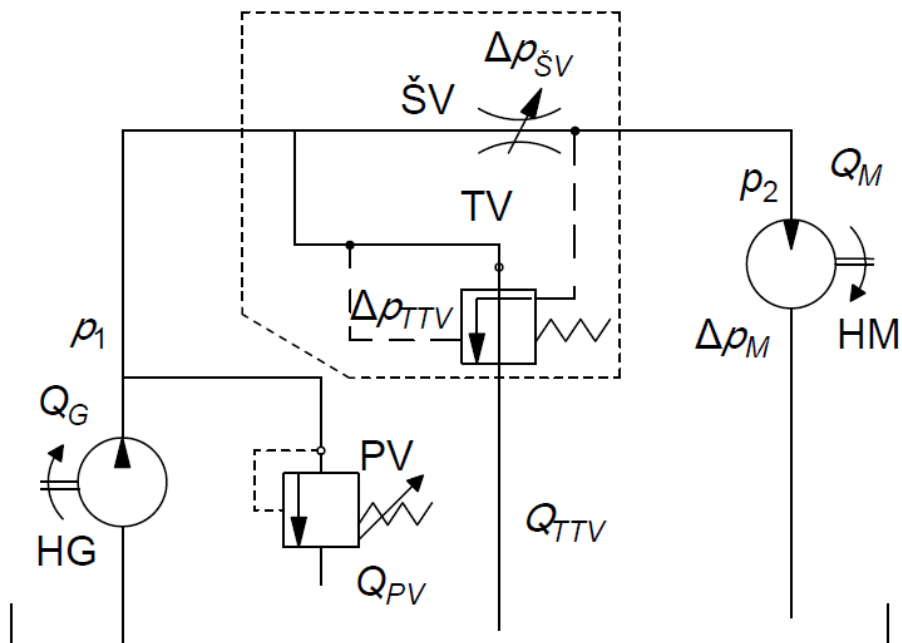 Δp_ŠV
ŠV
Q_M
p_2
TV
Δp_TTV
p_1
Δp_M
HM
Q_G
PV
HG
Q_TTV
Q_PV